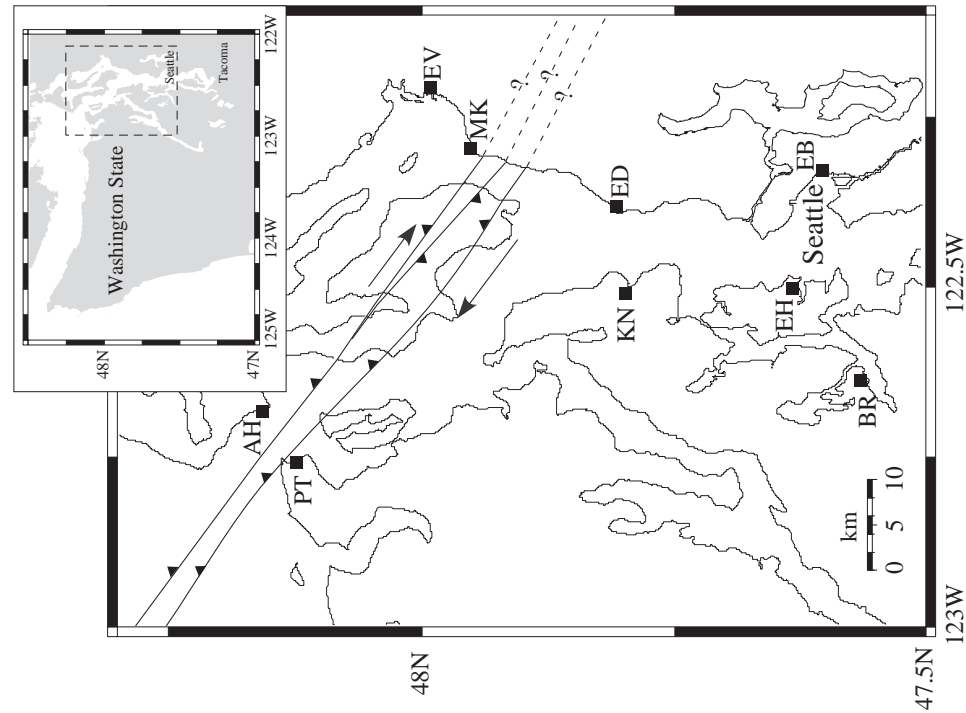 Washington State
Seattle
Tacoma
48N
47N
125W
124W
123W
122W
AH
PT
EV
MK
?
?
?
ED
KN
EB
Seattle
EH
BR
km
0 5 10
48N
47.5N
123W
122.5W